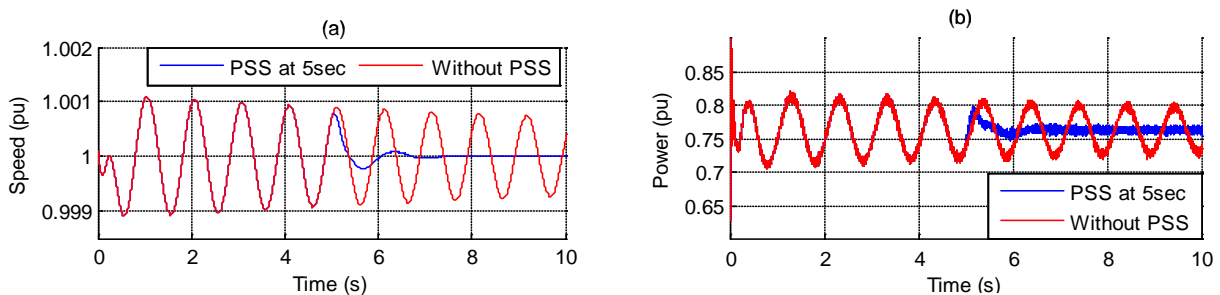 (a)
1.002
1.001
1
0.999
Speed (pu)
PSS at 5sec
Without PSS
0 2 4 6 8 10
Time (s)
(b)
0.85
0.8
0.75
0.7
0.65
Power (pu)
PSS at 5sec
Without PSS
0 2 4 6 8 10
Time (s)